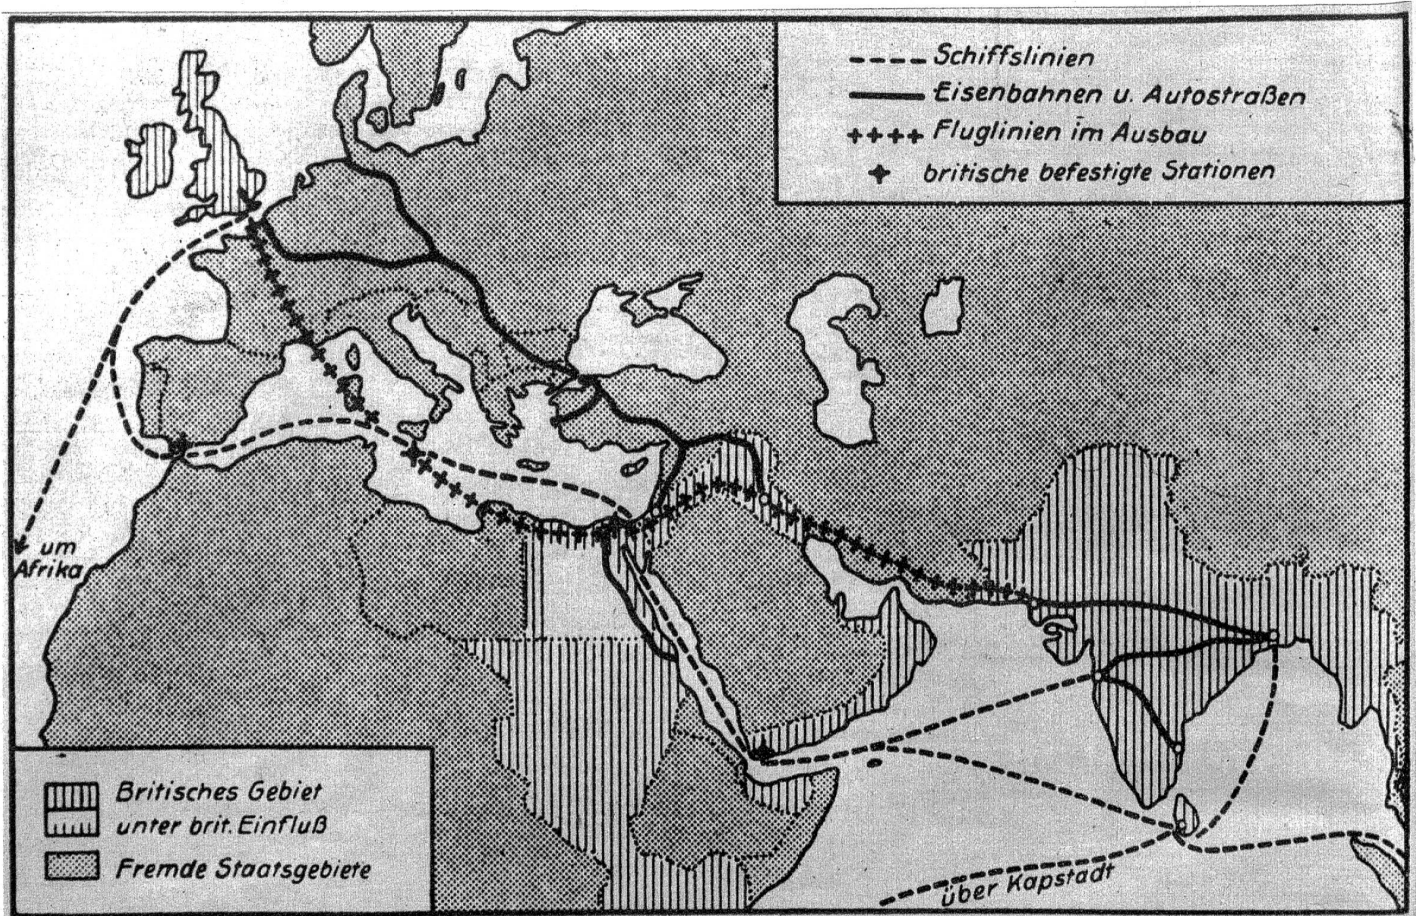 Schiffslinien
Eisenbahnen u. Autostraßen
Fluglinien im Ausbau
britische befestigte Stationen
um
Afrika
Britisches Gebiet
unter brit. Einfluß
Fremde Staatsgebiete
über Kapstadt